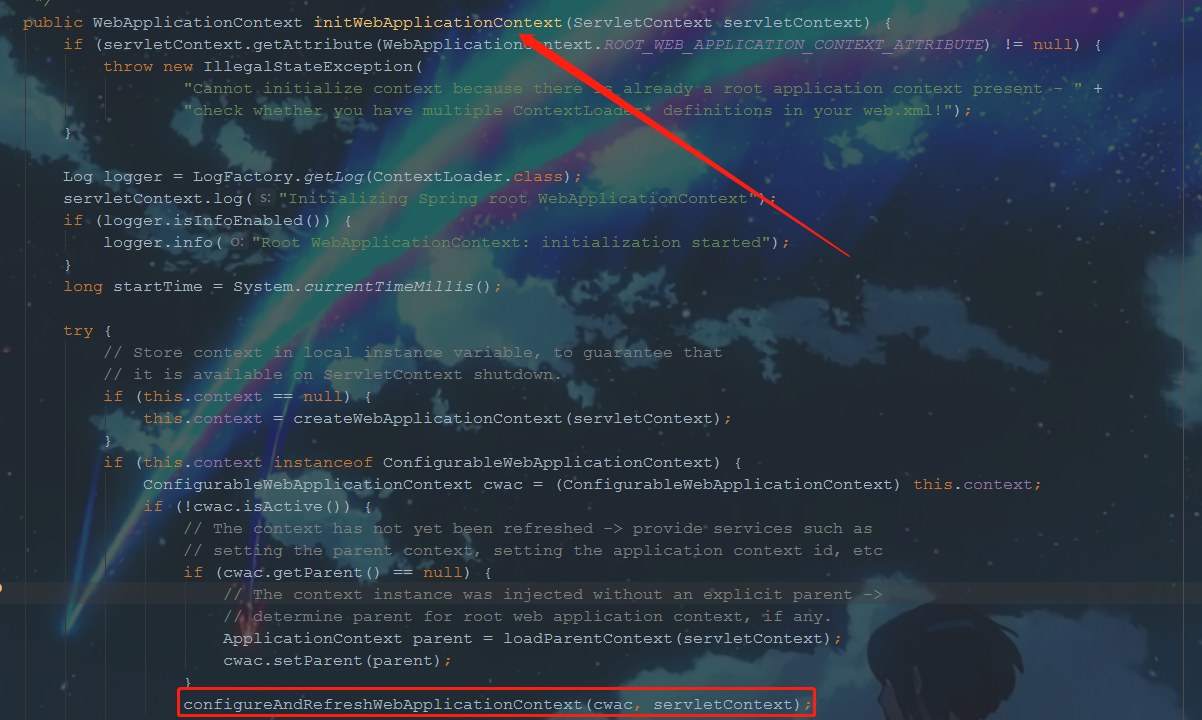 */
public WebApplicationContext initWebApplicationContext(ServletContext servletContext) {
if (servletContext.getAttribute(WebApplicationContext.ROOT_WEB_APPLICATION_CONTEXT_ATTRIBUTE) != null) {
throw new IllegalStateException(
"Cannot initialize context because there is already a root application context present - " +
"check whether you have multiple ContextLoader* definitions in your web.xml!");
}
Log logger = LogFactory.getLog(ContextLoader.class);
servletContext.log( s: "Initializing Spring root WebApplicationContext");
if (logger.isInfoEnabled()) {
logger.info( o: "Root WebApplicationContext: initialization started");
}
long startTime = System.currentTimeMillis();
try {
// Store context in local instance variable, to guarantee that
// it is available on ServletContext shutdown.
if (this.context == null) {
this.context = createWebApplicationContext(servletContext);
}
if (this.context instanceof ConfigurableWebApplicationContext) {
ConfigurableWebApplicationContext cwac = (ConfigurableWebApplicationContext) this.context;
if (!cwac.isActive()) {
// The context has not yet been refreshed -> provide services such as
// setting the parent context, setting the application context id, etc
if (cwac.getParent() == null) {
// The context instance was injected without an explicit parent ->
// determine parent for root web application context, if any.
ApplicationContext parent = loadParentContext(servletContext);
cwac.setParent(parent);
}
configureAndRefreshWebApplicationContext(cwac, servletContext);